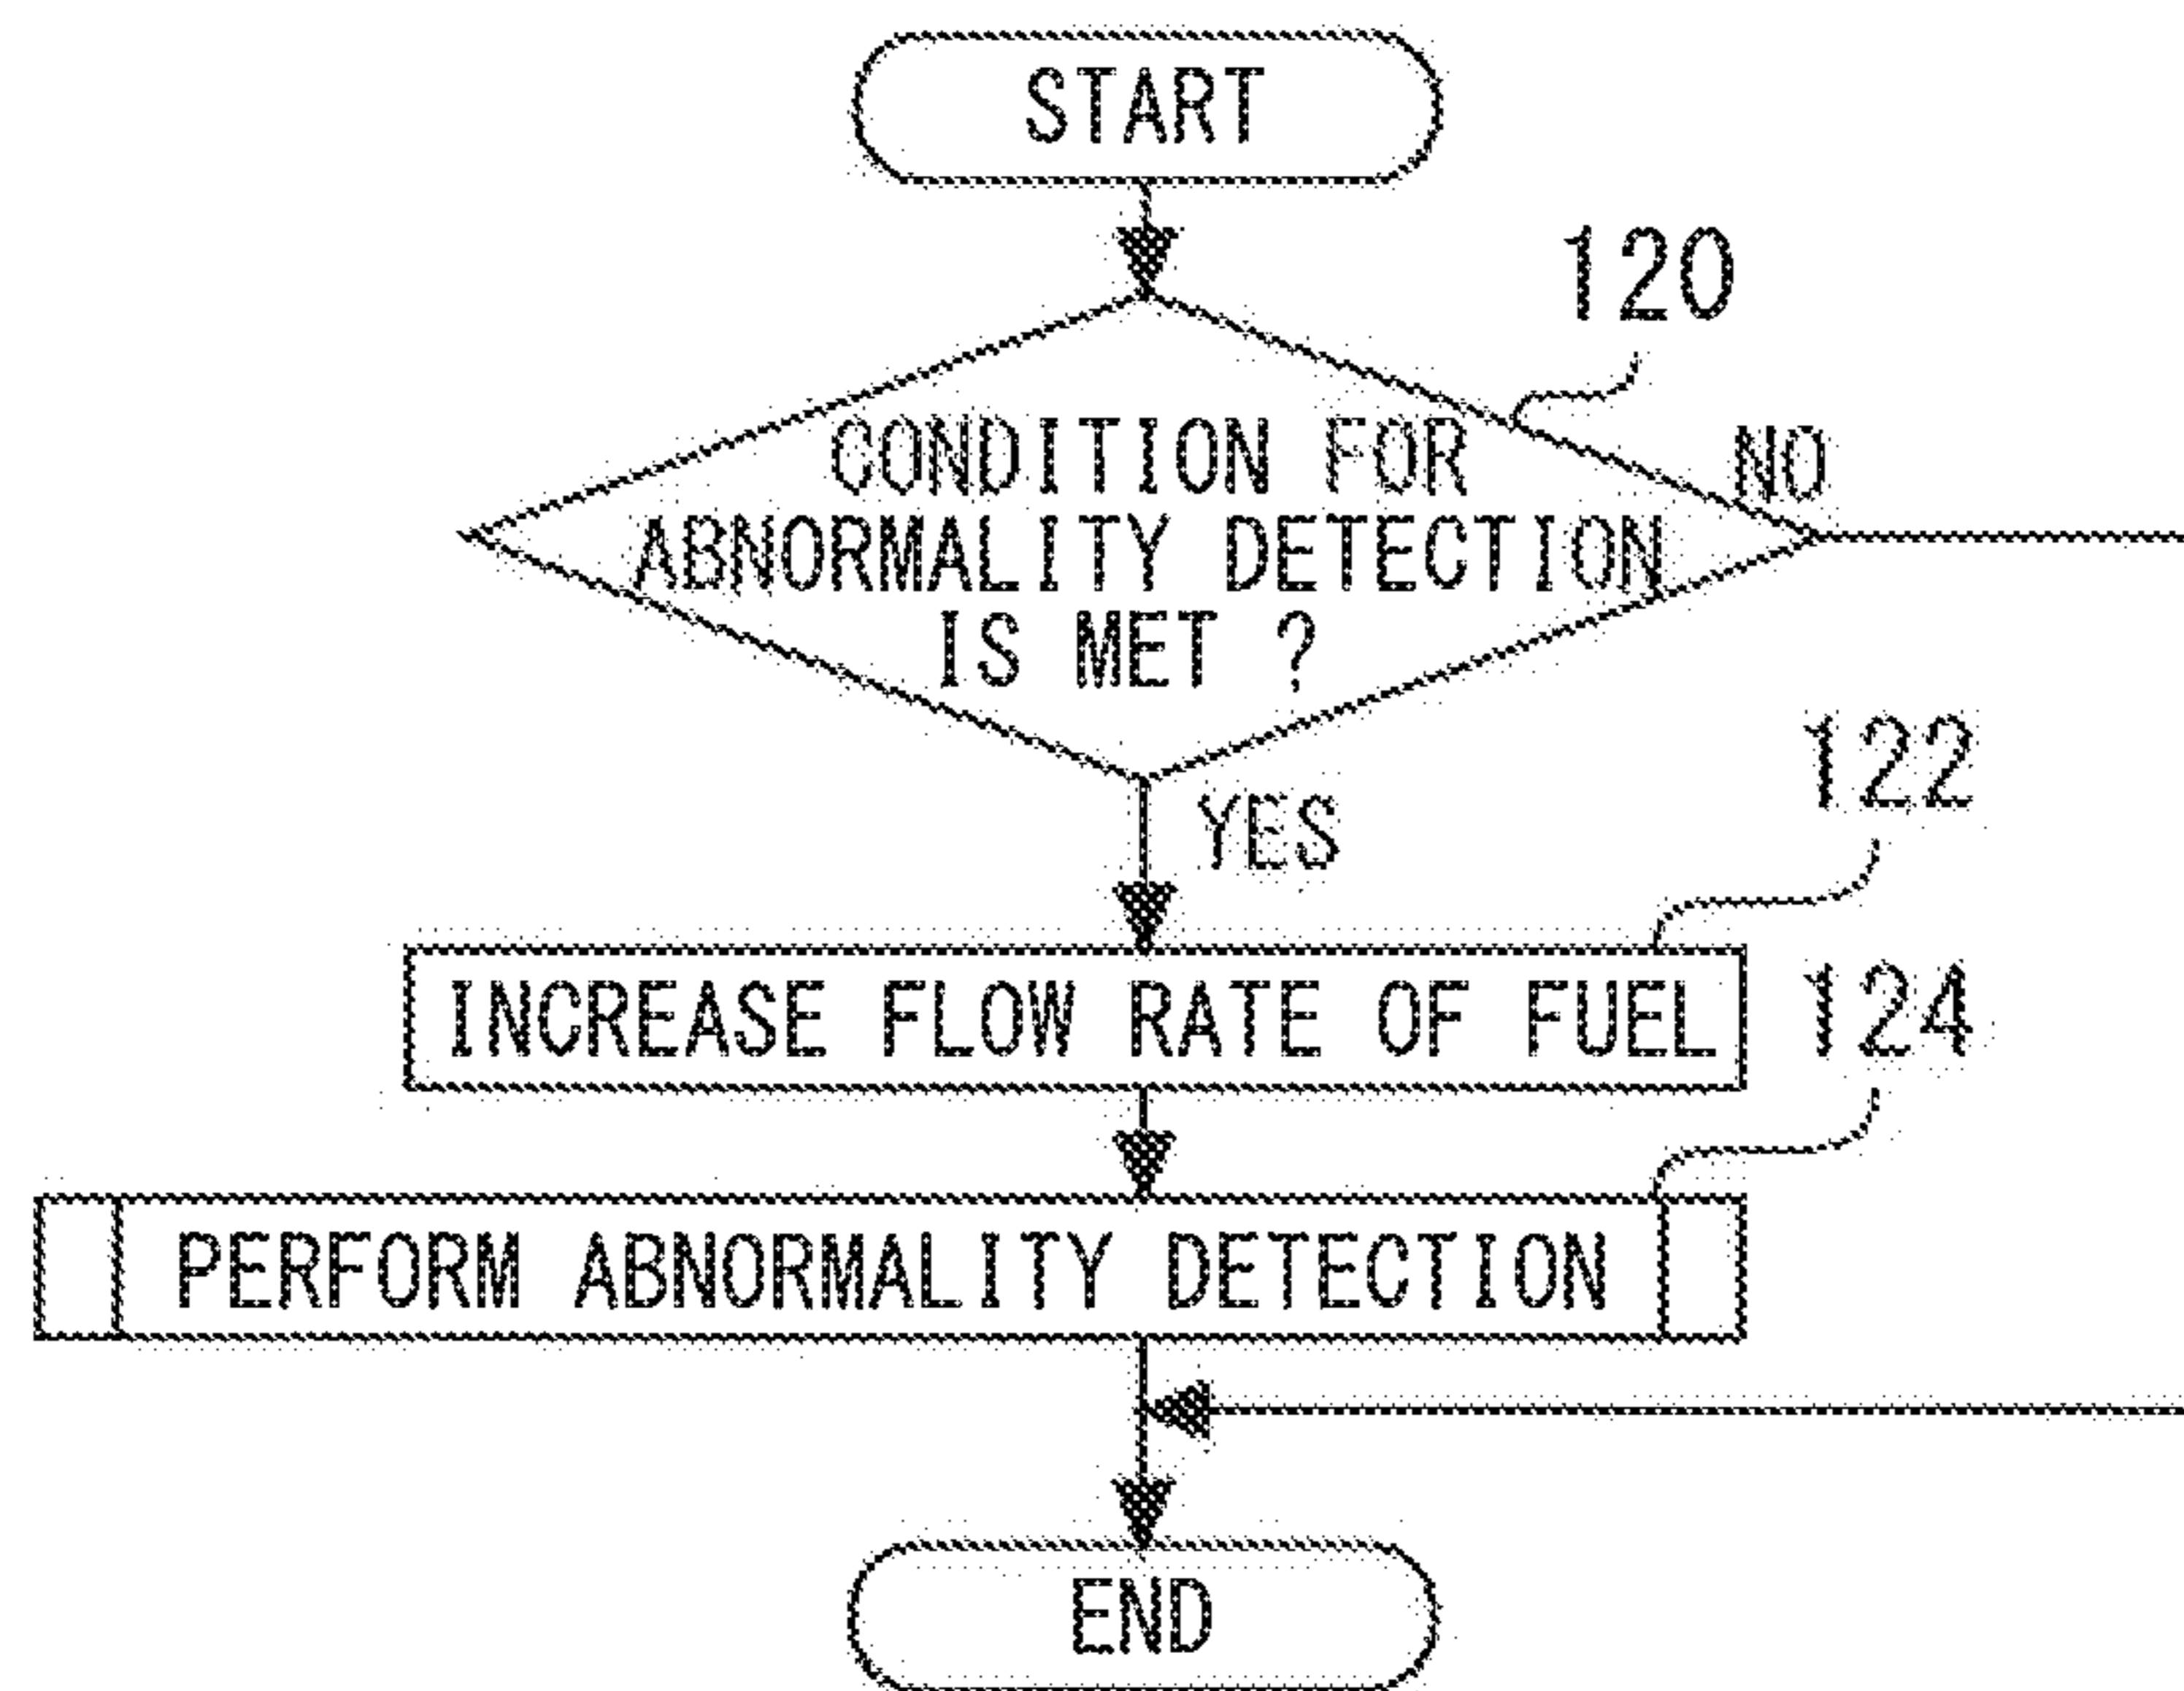 START
120
CONDITION FOR
NO
ABNORMALITY DETECTION
IS MET ?
122
YES
INCREASE FLOW RATE OF FUEL
124
PERFORM ABNORMALITY DETECTION
END